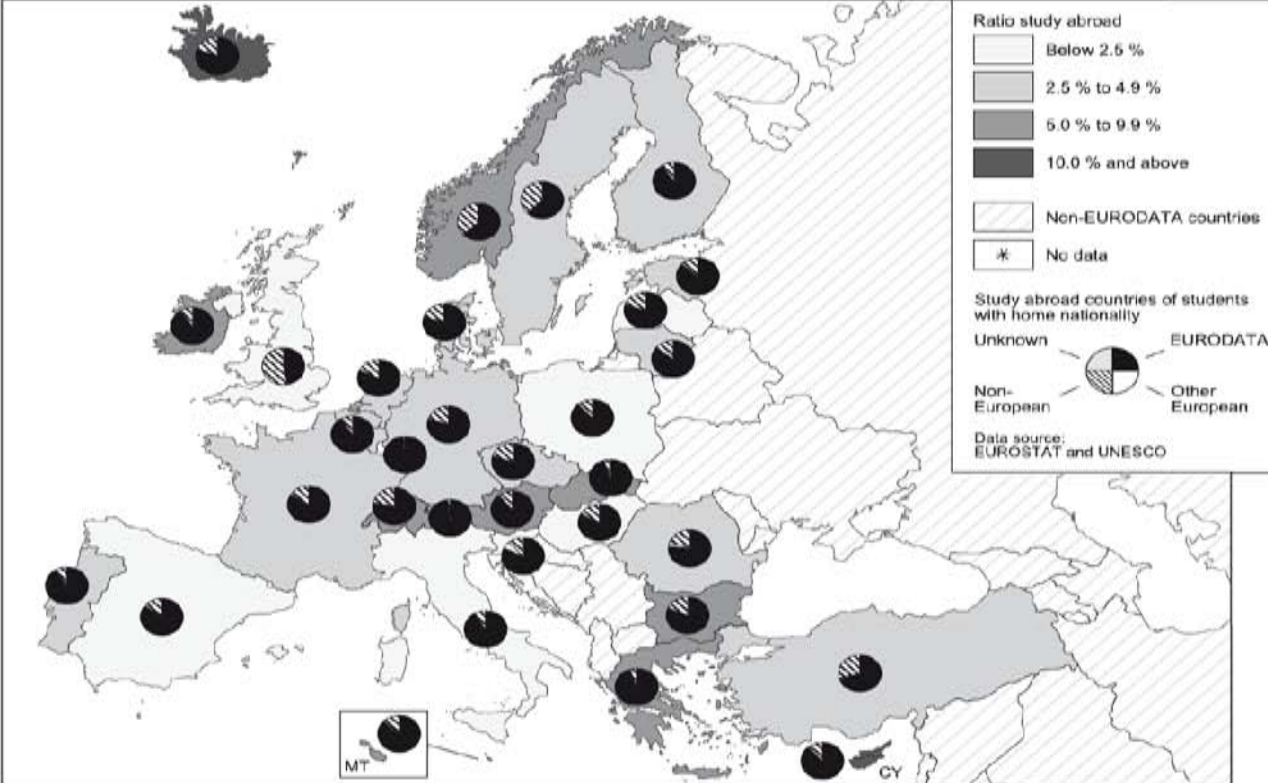 Ratio study abroad
Below 2.5 %
2.5 % to 4.9 %
5.0 % to 9.9 %
10.0 % and above
Non-EURODATA countries
* No data
Study abroad countries of students
with home nationality
Unknown
EURODATA
Non-
European
Other
European
Data source:
EUROSTAT and UNESCO
MT
CY